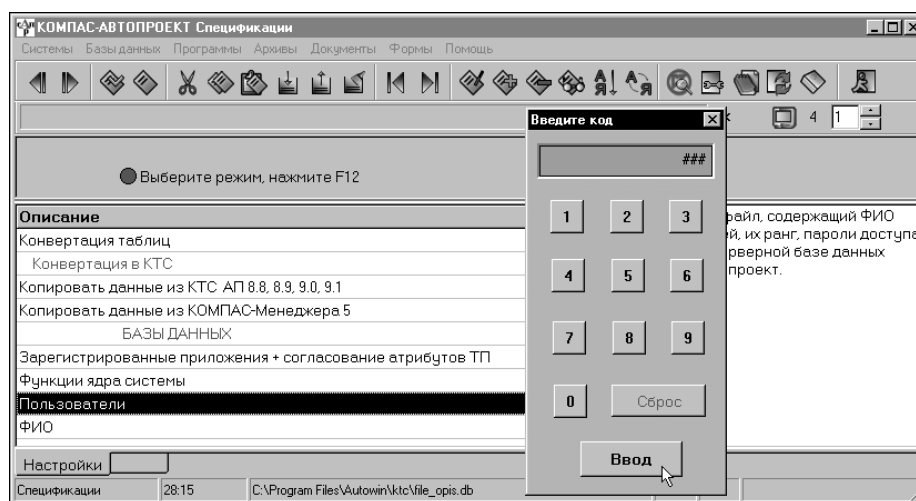 КОМПАС-АВТОПРОЕКТ Спецификации
Системы Базы данных Программы Архивы Документы Формы Помощь
4 1
Введите код
###
Выберите режим, нажмите F12
1 2 3
4 5 6
7 8 9
0 Сброс
Ввод
Описание
Конвертация таблиц
Конвертация в КТС
Копировать данные из КТС АП 8.8, 8.9, 9.0, 9.1
Копировать данные из КОМПАС-Менеджера 5
БАЗЫ ДАННЫХ
Зарегистрированные приложения + согласование атрибутов ТП
Функции ядра системы
Пользователи
ФИО
файл, содержащий ФИО
й, их ранг, пароли доступа
рверной базе данных
проект.
Настройки
Спецификации 28:15 C:\Program Files\Autowin\ktc\file_opis.db